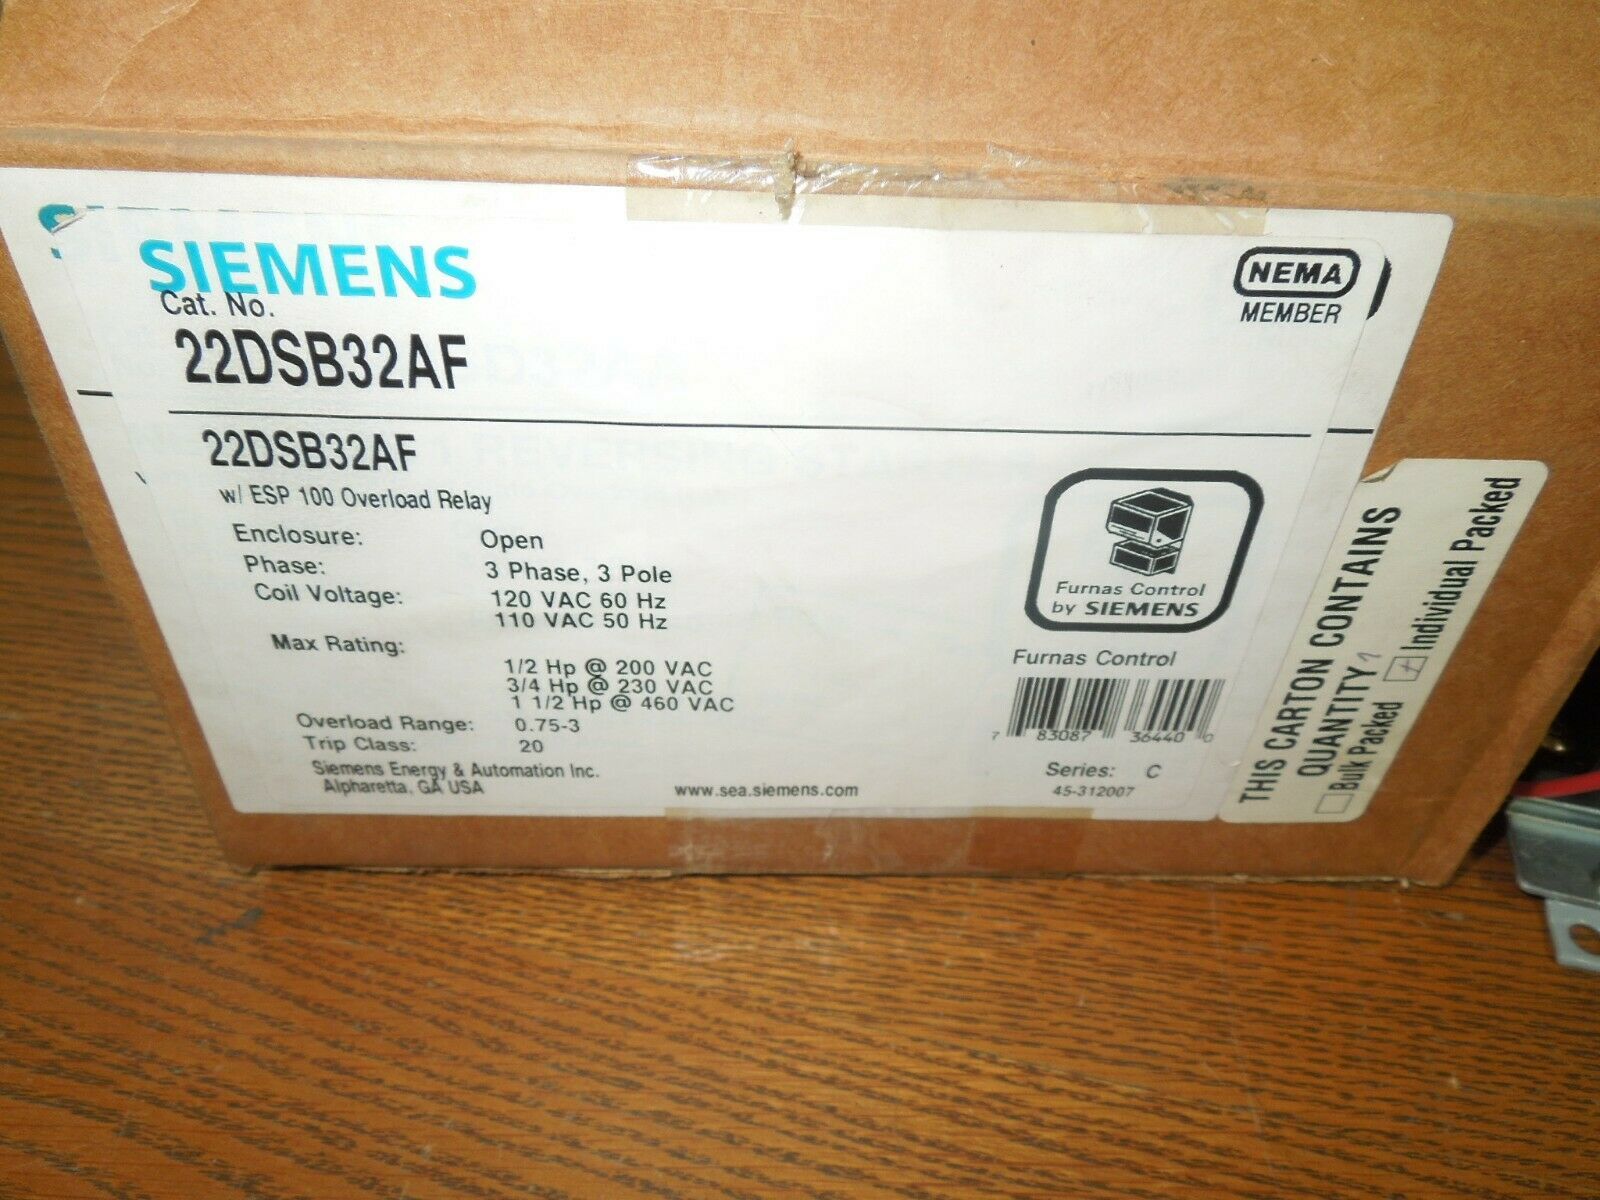 SIEMENS
Cat. No.
22DSB32AF
NEMA
MEMBER
22DSB32AF
w/ ESP 100 Overload Relay
Enclosure: Open
Phase: 3 Phase, 3 Pole
Coil Voltage: 120 VAC 60 Hz
110 VAC 50 Hz
Max Rating:
1/2 Hp @ 200 VAC
3/4 Hp @ 230 VAC
1 1/2 Hp @ 460 VAC
Overload Range: 0.75-3
Trip Class: 20
Siemens Energy & Automation Inc.
Alpharetta, GA USA
www.sea.siemens.com
Furnas Control
by SIEMENS
Furnas Control
7 83087 36440 0
Series: C
45-312007
THIS CARTON CONTAINS
QUANTITY 1
Bulk Packed
Individual Packed